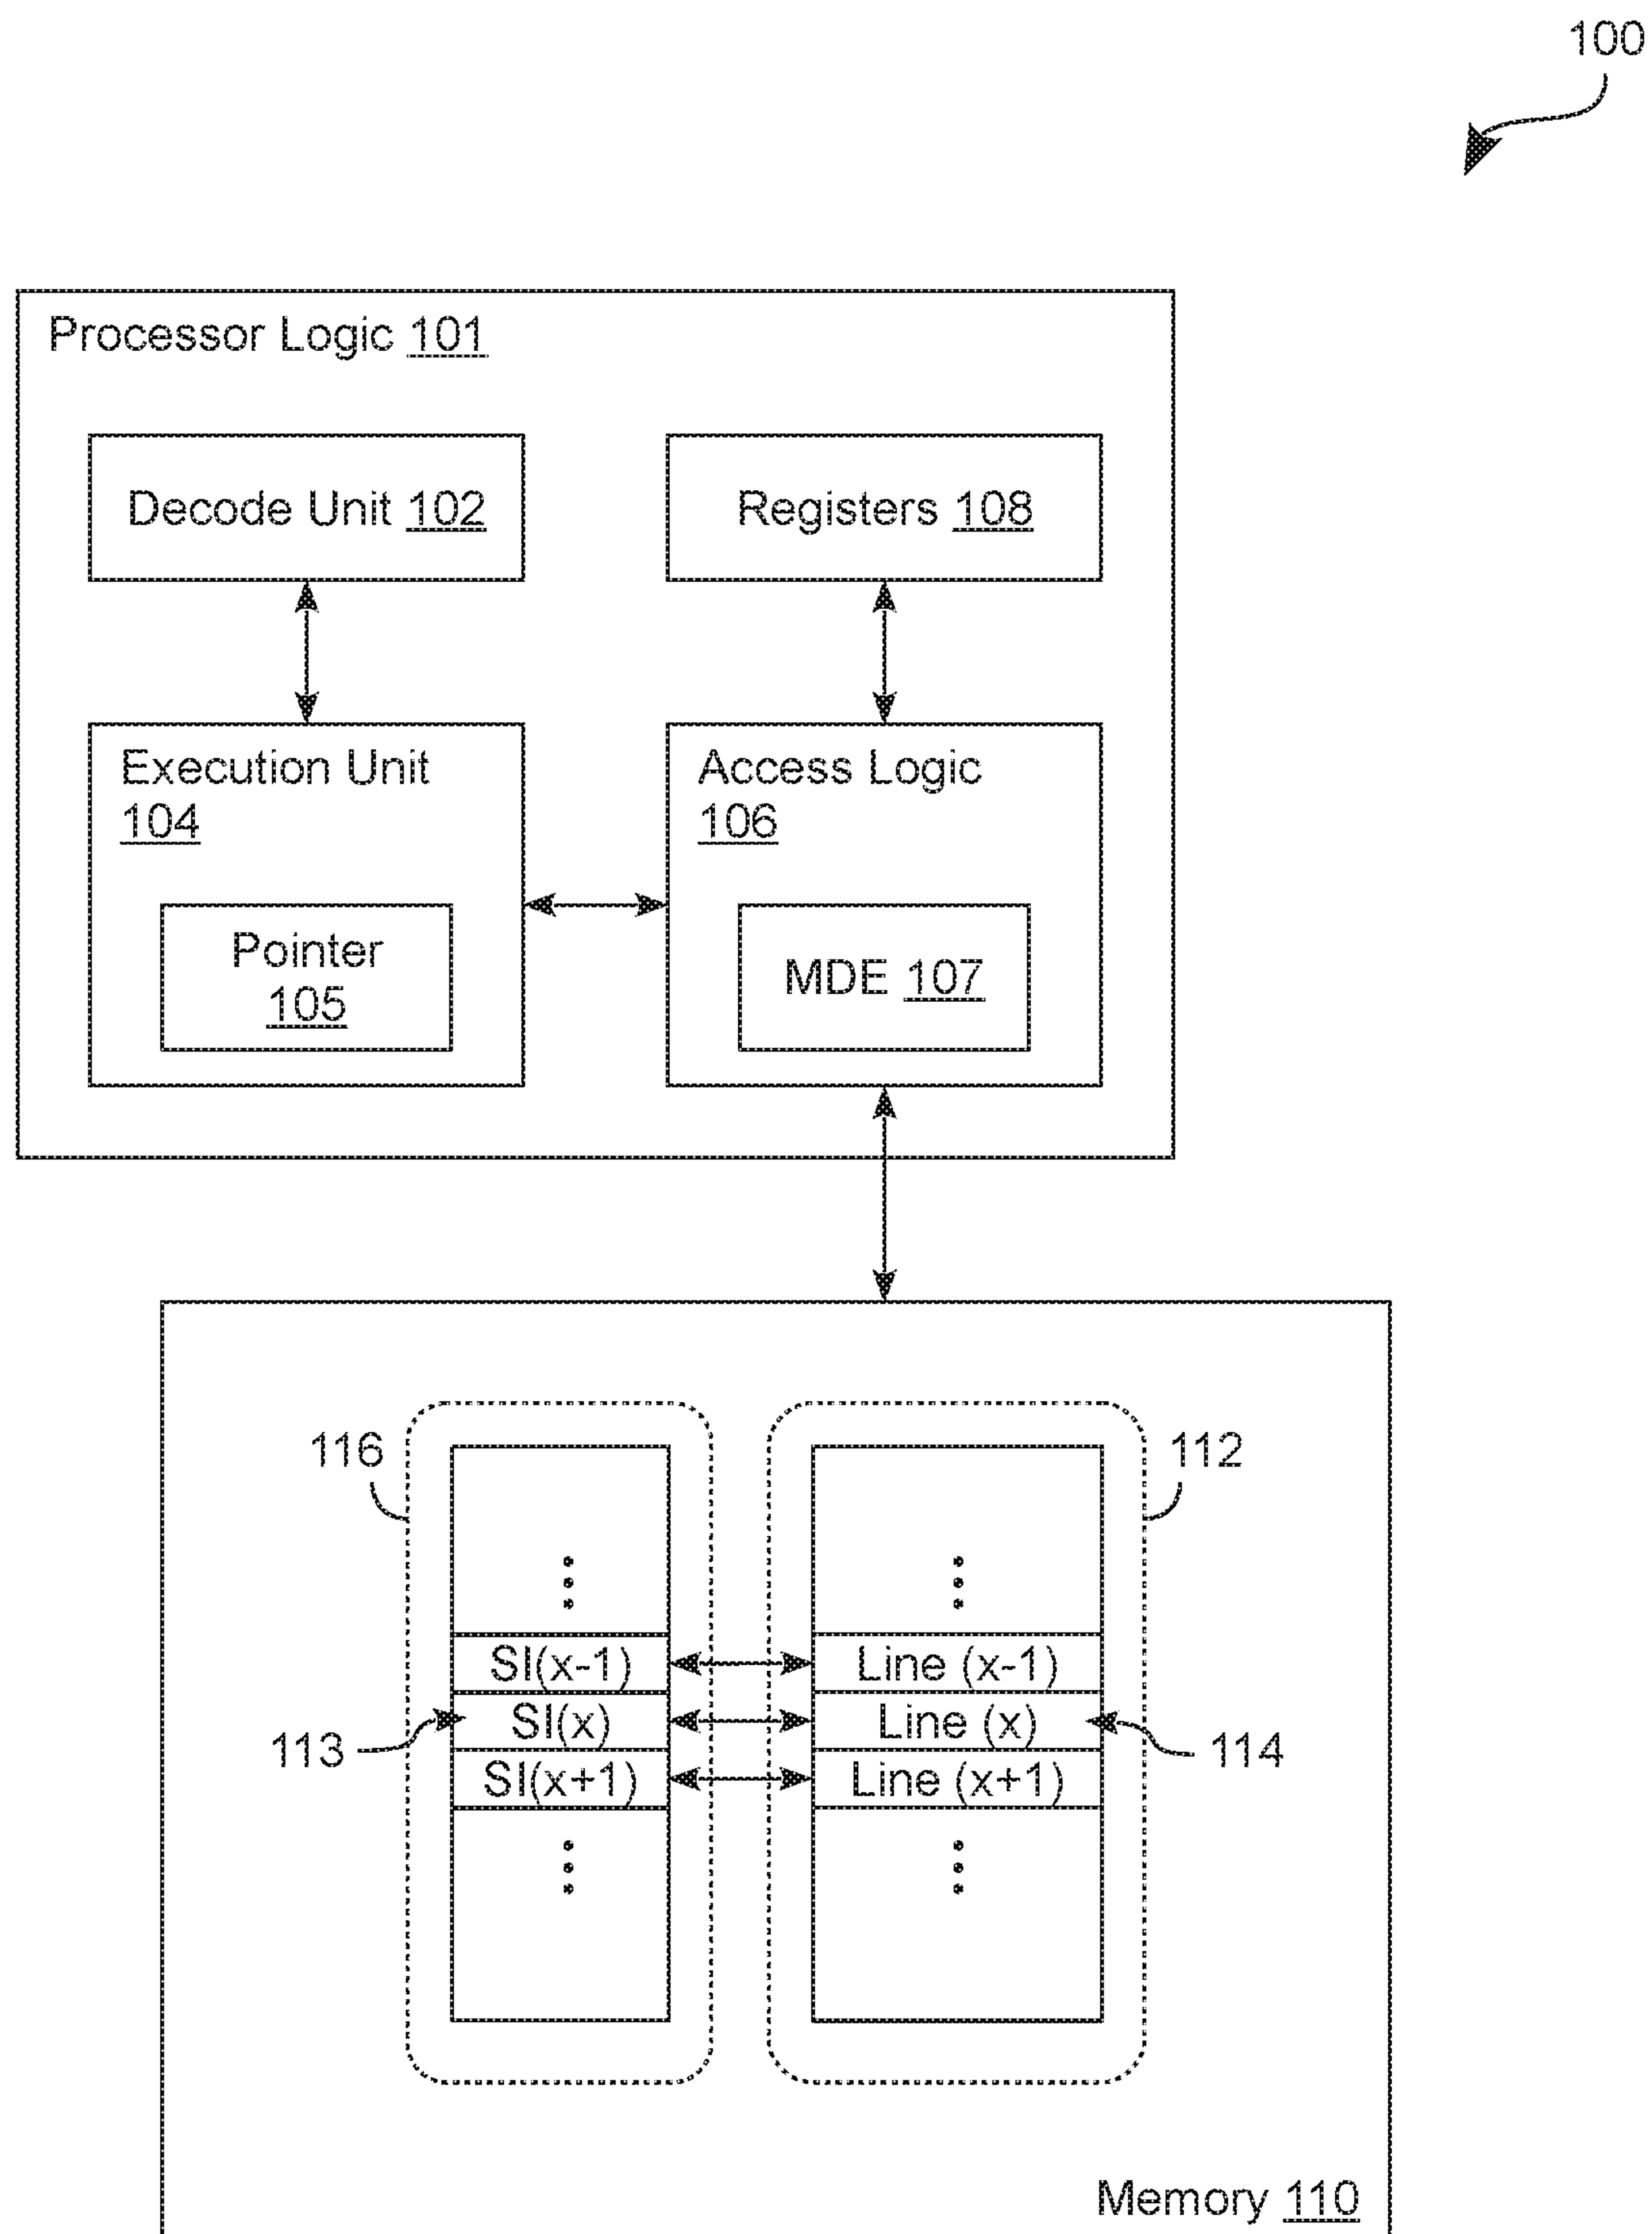 100
Processor Logic 101
Decode Unit 102
Registers 108
Execution Unit
104
Access Logic
106
Pointer
105
MDE 107
116
112
SI(x-1)
Line (x-1)
SI(x)
Line (x)
113
114
SI(x+1)
Line (x+1)
Memory 110